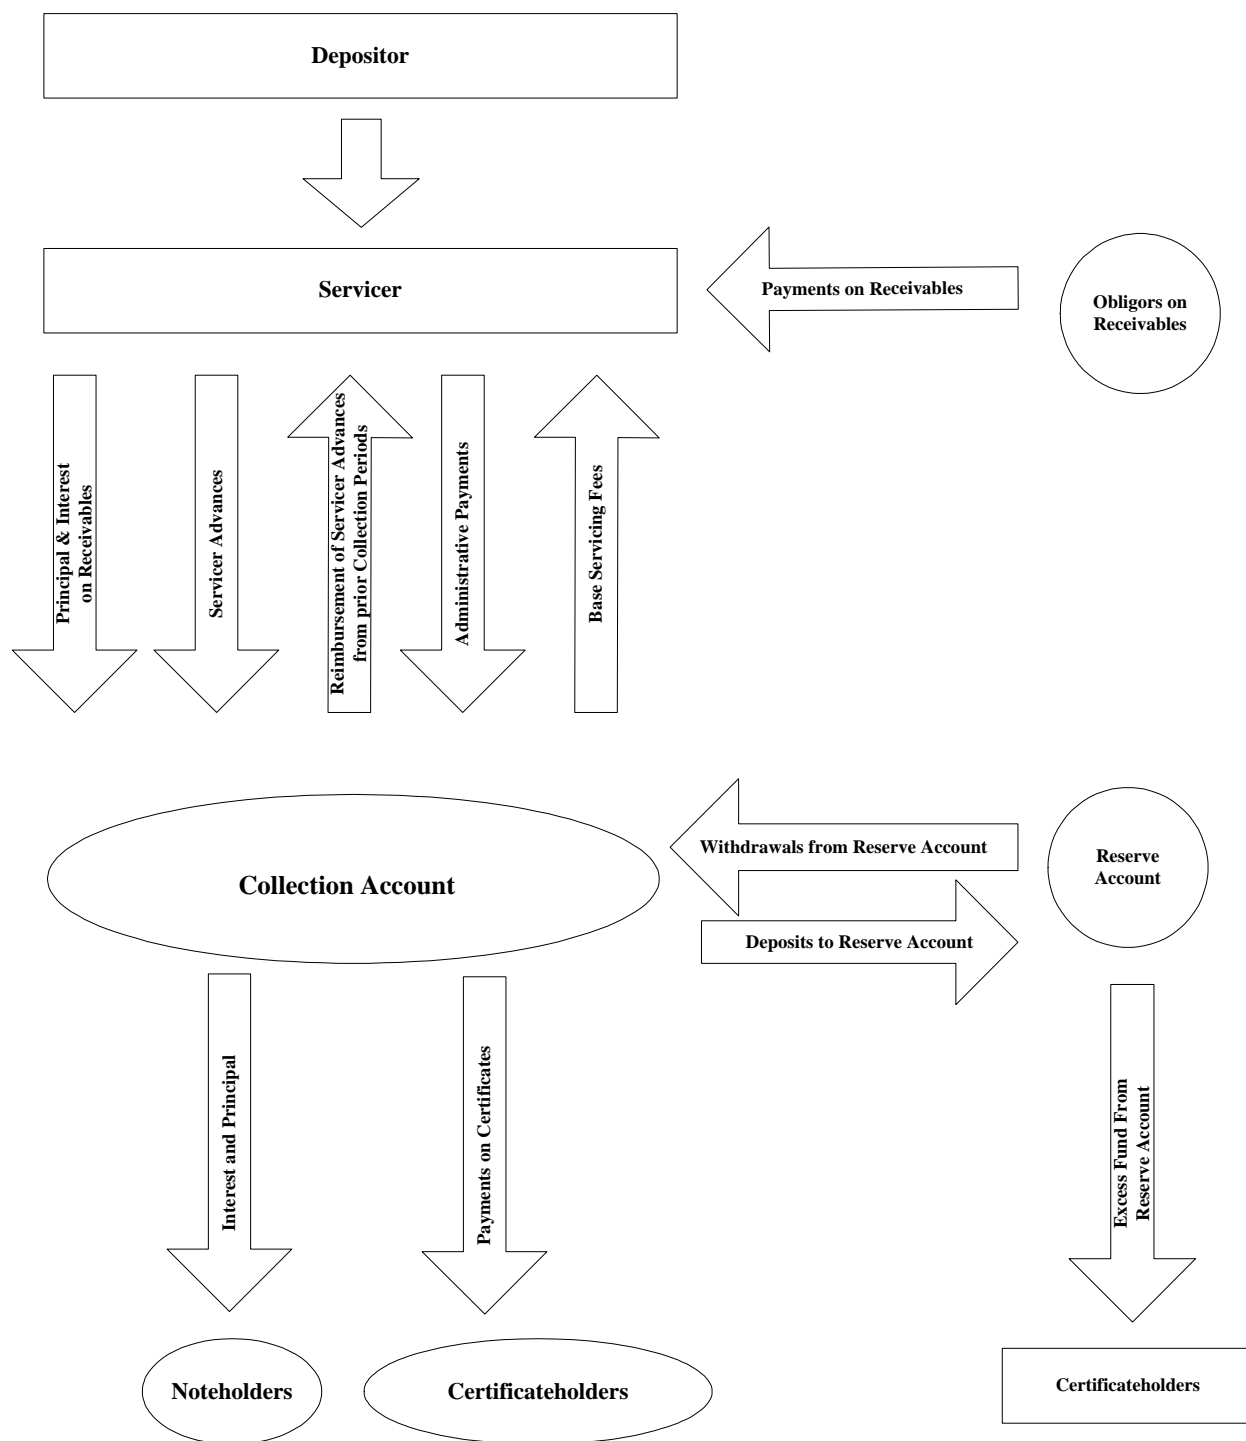 Depositor
Servicer
Payments on Receivables
Obligors on
Receivables
Principal & Interest
on Receivables
Servicer Advances
Reimbursement of Servicer Advances
from prior Collection Periods
Administrative Payments
Base Servicing Fees
Collection Account
Withdrawals from Reserve Account
Deposits to Reserve Account
Reserve
Account
Interest and Principal
Payments on Certificates
Excess Fund From
Reserve Account
Noteholders
Certificateholders
Certificateholders